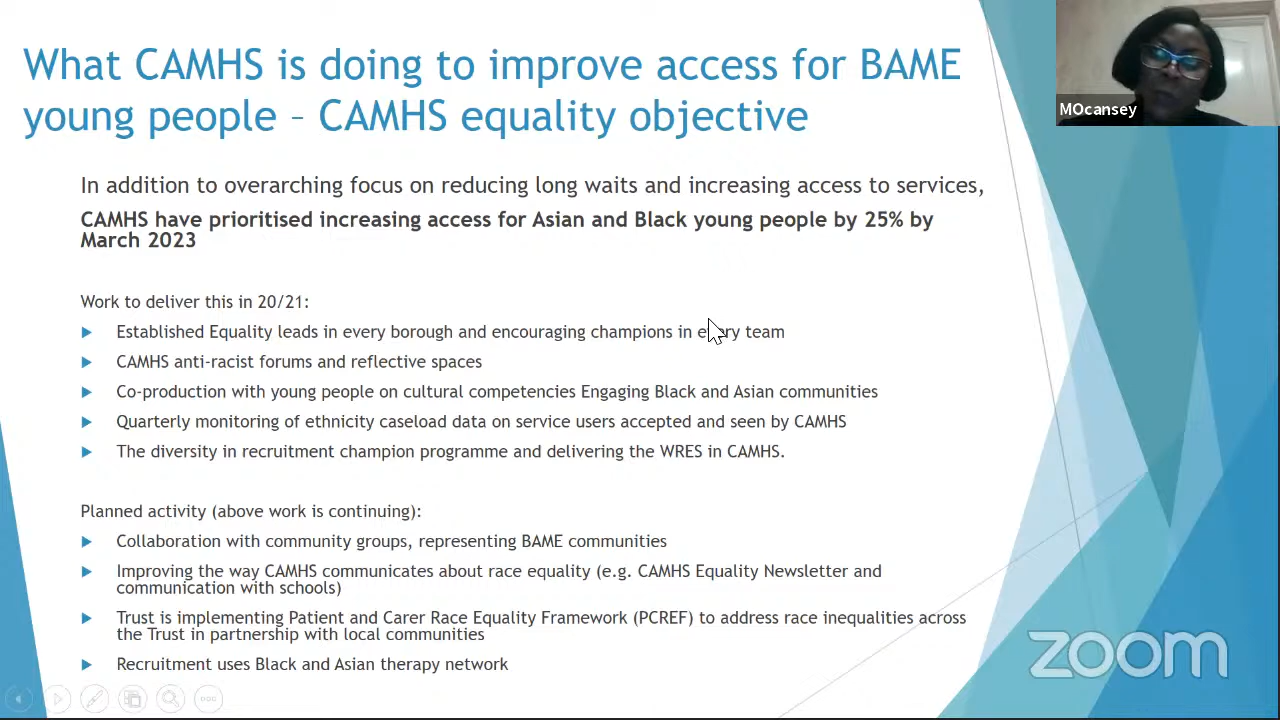 What CAMHS is doing to improve access for BAME
young people – CAMHS equality objective
MOcansey
In addition to overarching focus on reducing long waits and increasing access to services,
CAMHS have prioritised increasing access for Asian and Black young people by 25% by
March 2023
Work to deliver this in 20/21:
Established Equality leads in every borough and encouraging champions in every team
CAMHS anti-racist forums and reflective spaces
Co-production with young people on cultural competencies Engaging Black and Asian communities
Quarterly monitoring of ethnicity caseload data on service users accepted and seen by CAMHS
The diversity in recruitment champion programme and delivering the WRES in CAMHS.
Planned activity (above work is continuing):
Collaboration with community groups, representing BAME communities
Improving the way CAMHS communicates about race equality (e.g. CAMHS Equality Newsletter and
communication with schools)
Trust is implementing Patient and Carer Race Equality Framework (PCREF) to address race inequalities across
the Trust in partnership with local communities
Recruitment uses Black and Asian therapy network
zoom